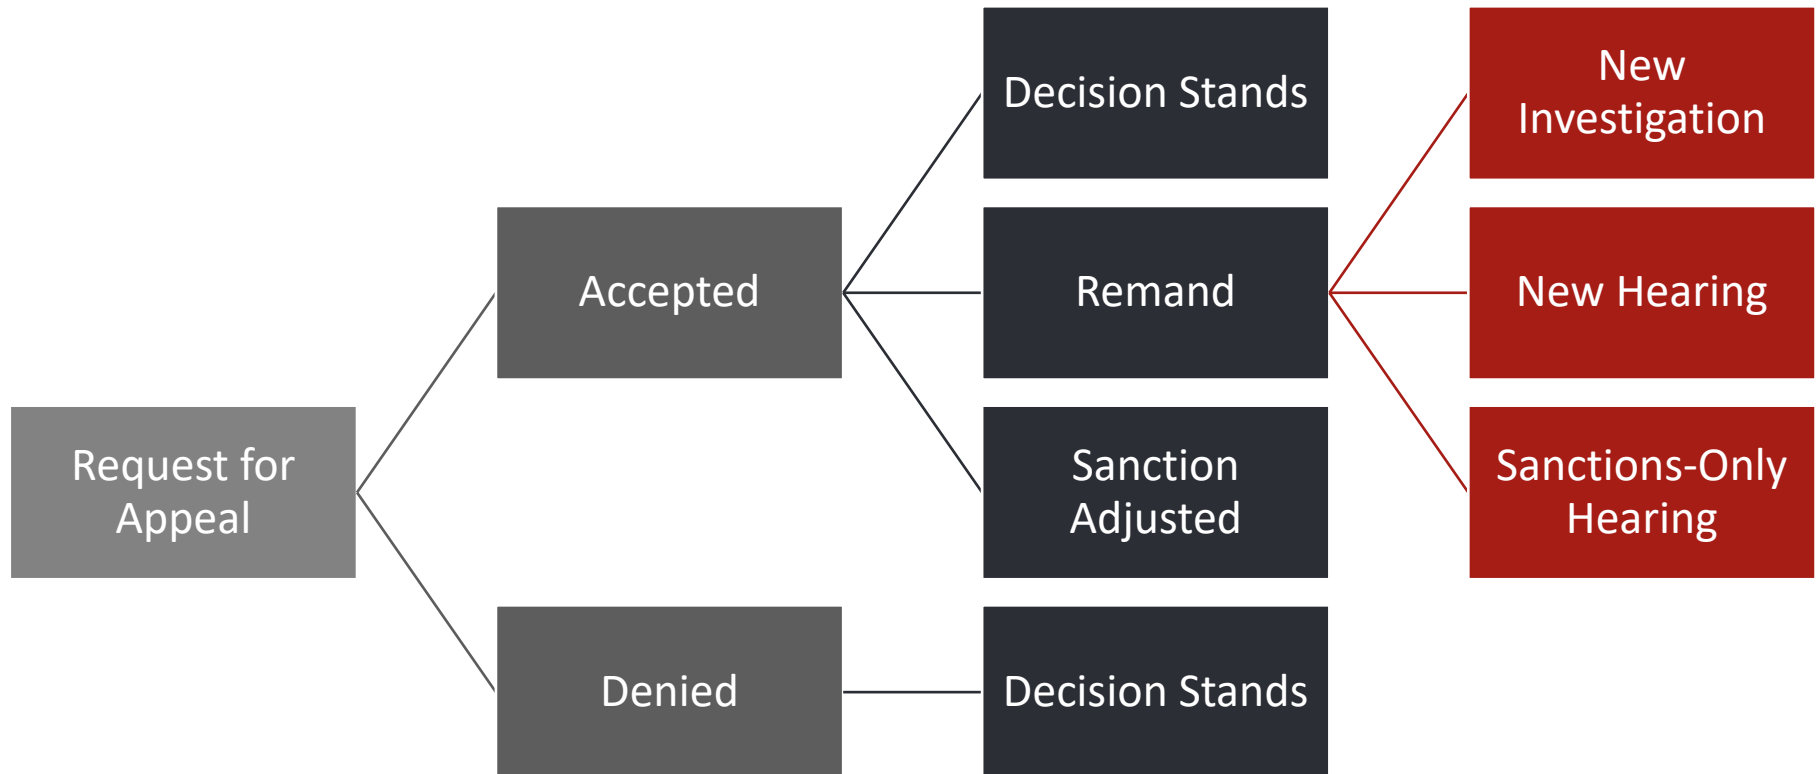 Request for
Appeal
Accepted
Denied
Decision Stands
Remand
Sanction
Adjusted
Decision Stands
New
Investigation
New Hearing
Sanctions-Only
Hearing